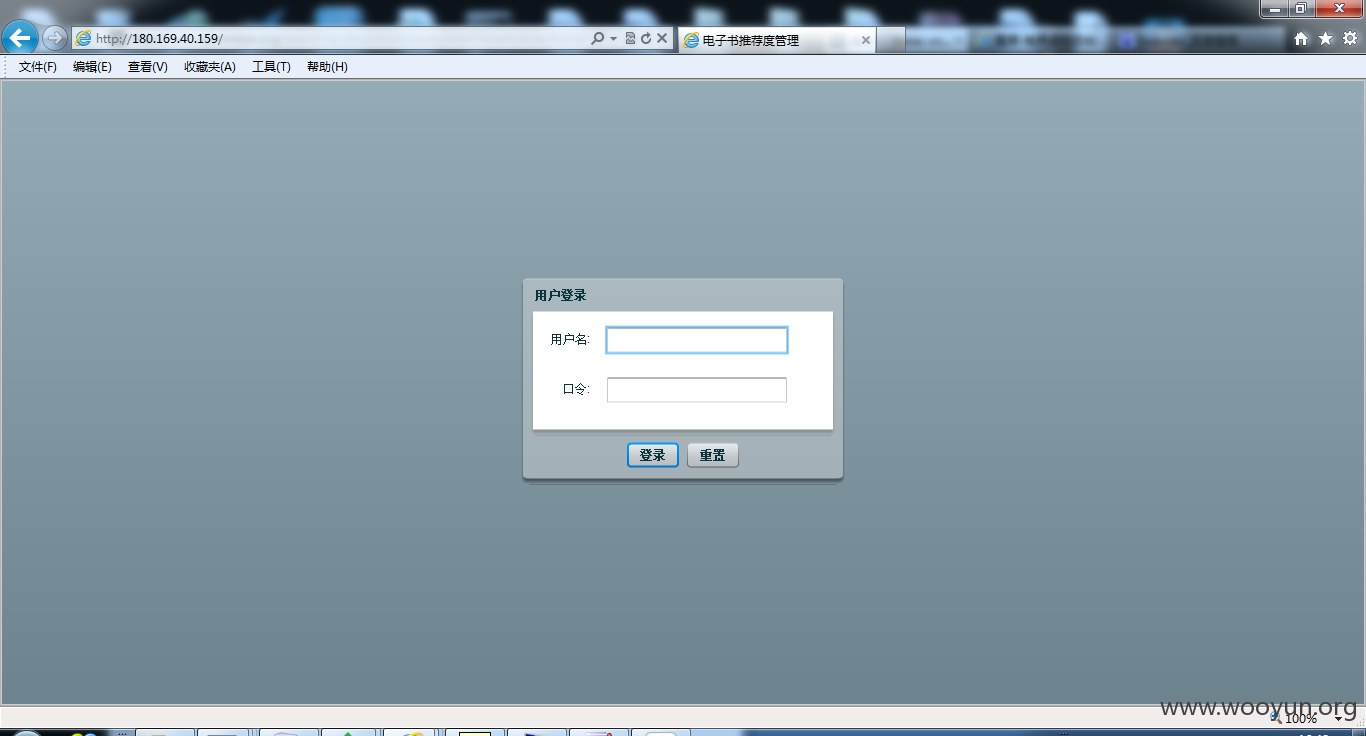 http://180.169.40.159/
电子书推荐度管理
文件(F) 编辑(E) 查看(V) 收藏夹(A) 工具(T) 帮助(H)
用户登录
用户名:
口令:
登录 重置
www.wooyun.org
100%